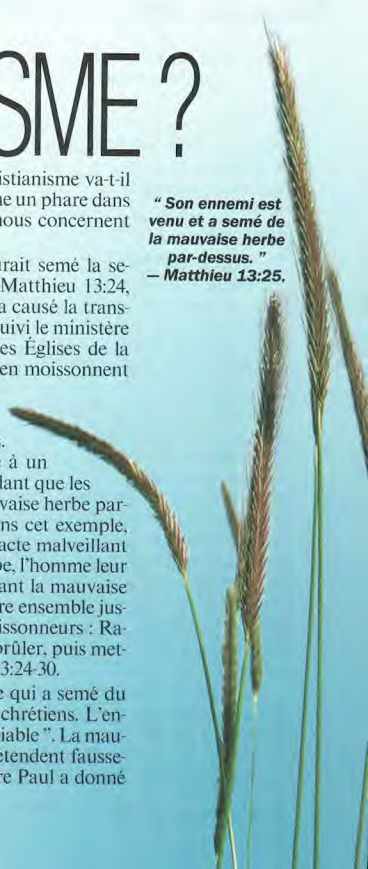 SME ?
istianisme va-t-il
ne un phare dans
nous concernent
“ Son ennemi est
venu et a semé de
la mauvaise herbe
par-dessus. ”
— Matthieu 13:25.
urait semé la se-
Matthieu 13:24,
a causé la trans-
uivi le ministère
es Églises de la
en moissonnent
s.
e à un
dant que les
vaise herbe par-
ns cet exemple,
acte malveillant
be, l’homme leur
ant la mauvaise
re ensemble jus-
issonneurs : Ra-
brûler, puis met-
3:24-30.
e qui a semé du
chrétiens. L’en-
iable ”. La mau-
étendent fausse-
re Paul a donné